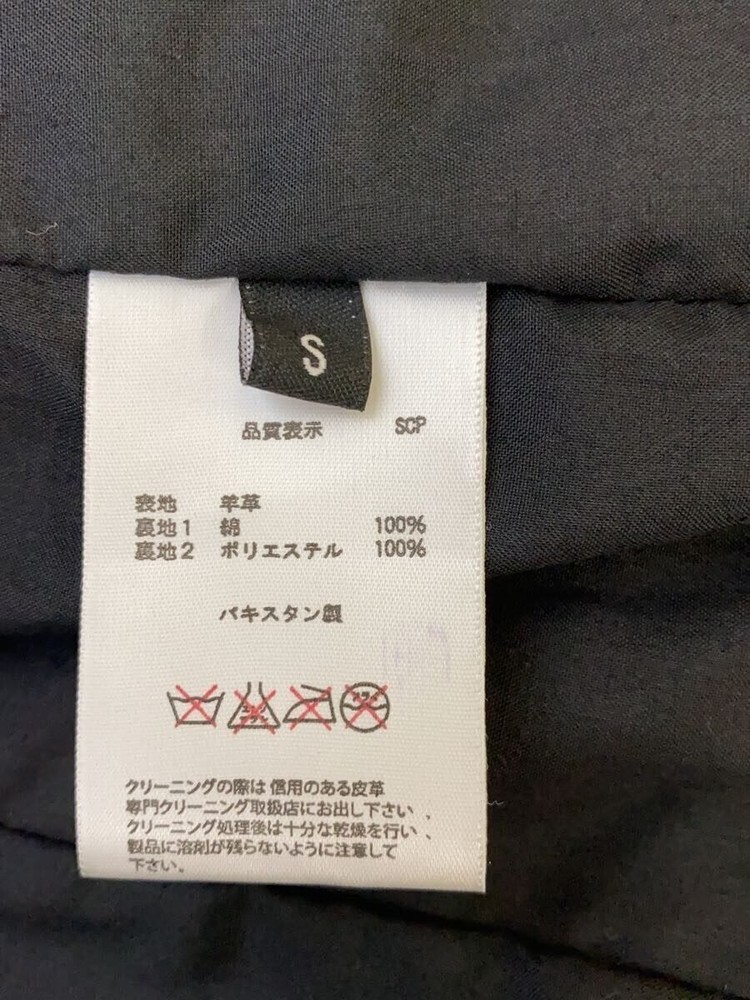 S
品質表示 SCP
表地 竿革
裏地1 綿 100%
裏地2 ポリエステル 100%
パキスタン製
クリーニングの際は 信用のある皮革
専門クリーニング取扱店にお出し下さい 、
クリーニング処理後は十分な乾燥を行い 、
製品に溶剤が残らないように注意して
下さい。